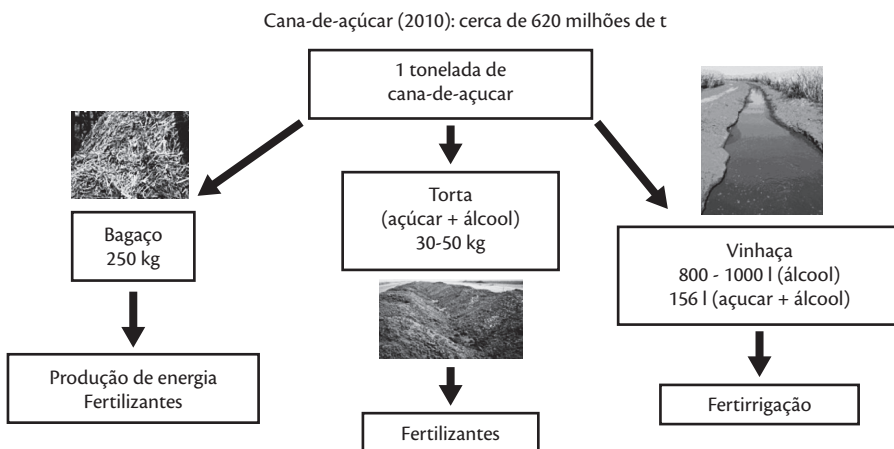 Cana-de-açúcar (2010): cerca de 620 milhões de t
1 tonelada de
cana-de-açucar
Bagaço
250 kg
Torta
(açúcar + álcool)
30-50 kg
Vinhaça
800 - 1000 l (álcool)
156 l (açucar + álcool)
Produção de energia
Fertilizantes
Fertilizantes
Fertirrigação